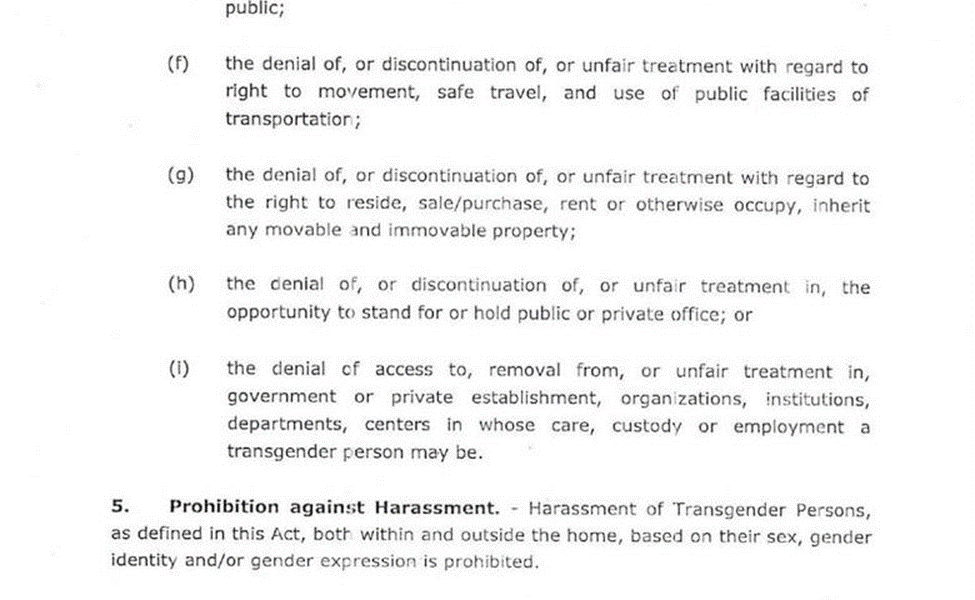 public;
(f) the denial of, or discontinuation of, or unfair treatment with regard to
right to movement, safe travel, and use of public facilities of
transportation;
(g) the denial of, or discontinuation of, or unfair treatment with regard to
the right to reside, sale/purchase, rent or otherwise occupy, inherit
any movable and immovable property;
(h) the denial of, or discontinuation of, or unfair treatment in, the
opportunity to stand for or hold public or private office; or
(i) the denial of access to, removal from, or unfair treatment in,
government or private establishment, organizations, institutions,
departments, centers in whose care, custody or employment a
transgender person may be.
5. Prohibition against Harassment. - Harassment of Transgender Persons,
as defined in this Act, both within and outside the home, based on their sex, gender
identity and/or gender expression is prohibited.